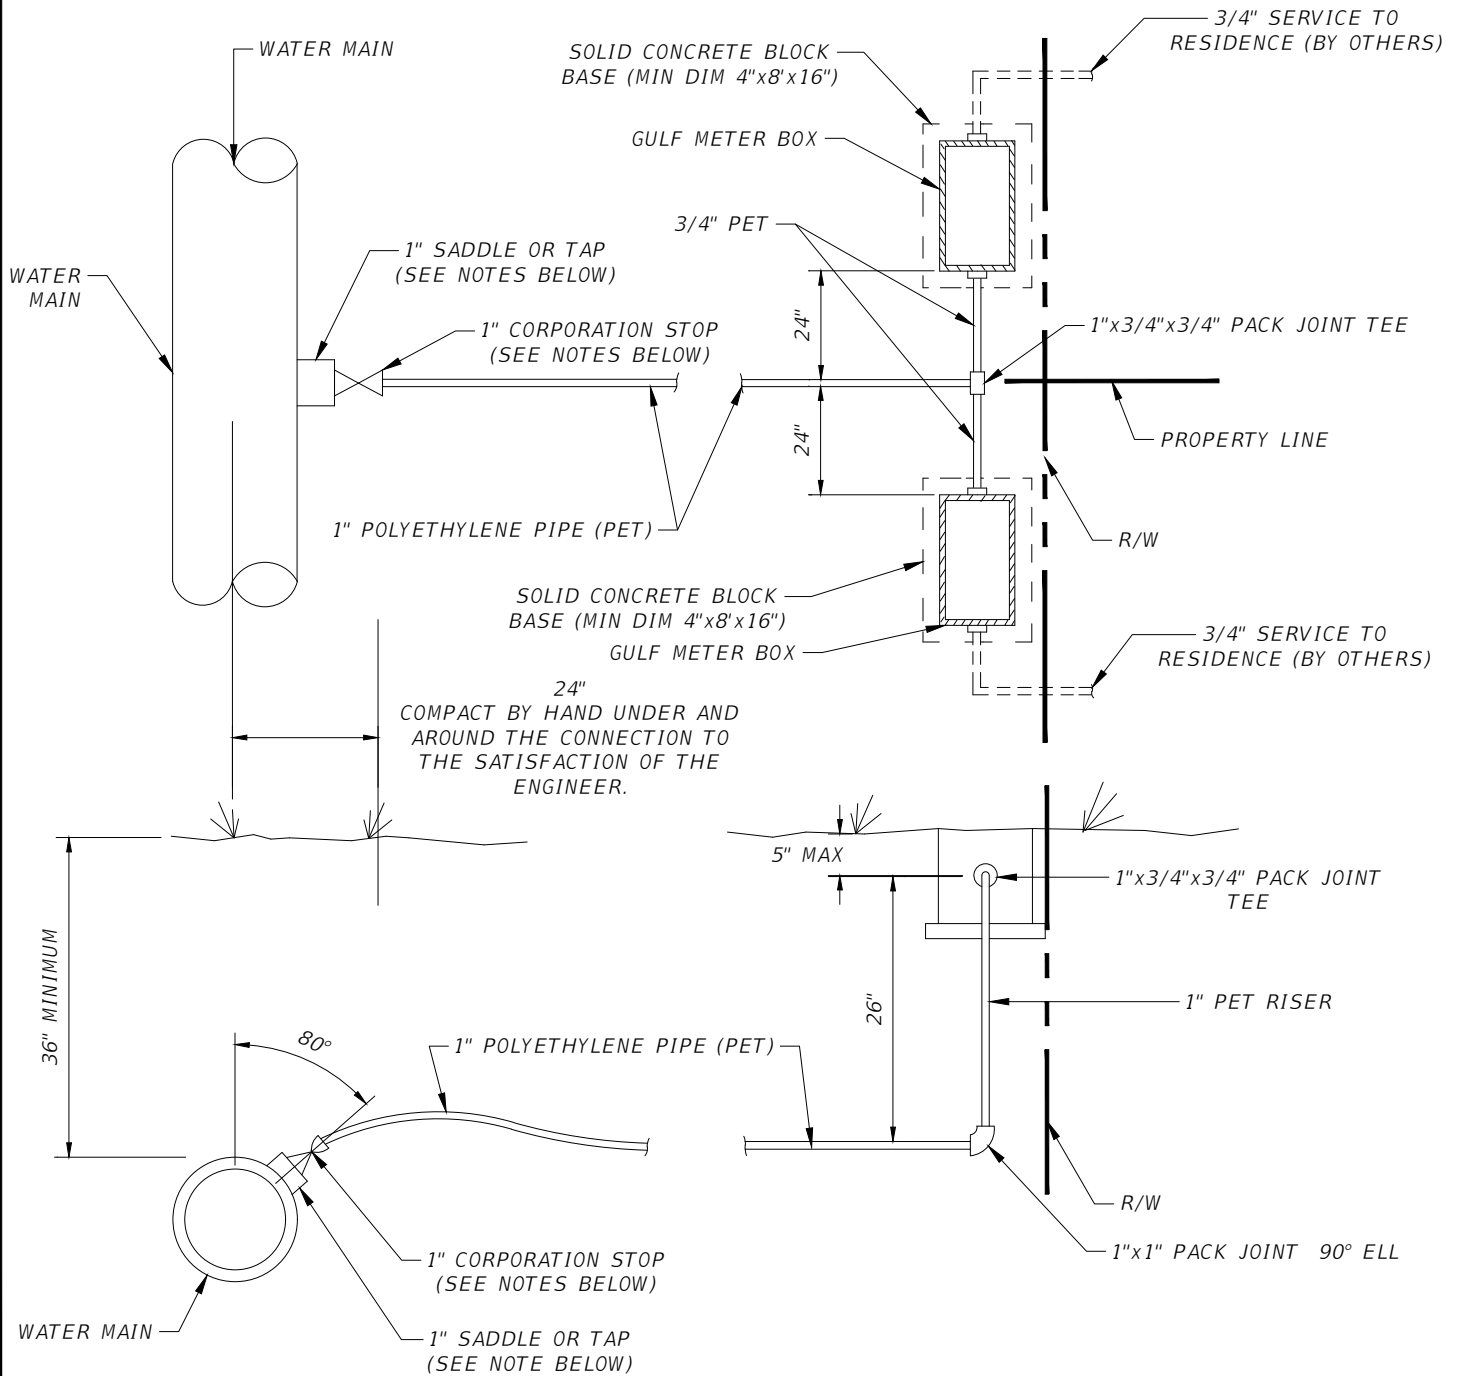 3/4" SERVICE TO
RESIDENCE (BY OTHERS)
WATER MAIN
SOLID CONCRETE BLOCK
BASE (MIN DIM 4"x8'x16")
GULF METER BOX
3/4" PET
1" SADDLE OR TAP
(SEE NOTES BELOW)
WATER
MAIN
24"
1"x3/4"x3/4" PACK JOINT TEE
1" CORPORATION STOP
(SEE NOTES BELOW)
24"
PROPERTY LINE
1" POLYETHYLENE PIPE (PET)
R/W
SOLID CONCRETE BLOCK
BASE (MIN DIM 4"x8'x16")
GULF METER BOX
3/4" SERVICE TO
RESIDENCE (BY OTHERS)
24"
COMPACT BY HAND UNDER AND
AROUND THE CONNECTION TO
THE SATISFACTION OF THE
ENGINEER.
5" MAX
1"x3/4"x3/4" PACK JOINT
TEE
36" MINIMUM
26"
1" PET RISER
80°
1" POLYETHYLENE PIPE (PET)
R/W
1"x1" PACK JOINT 90° ELL
1" CORPORATION STOP
(SEE NOTES BELOW)
WATER MAIN
1" SADDLE OR TAP
(SEE NOTE BELOW)